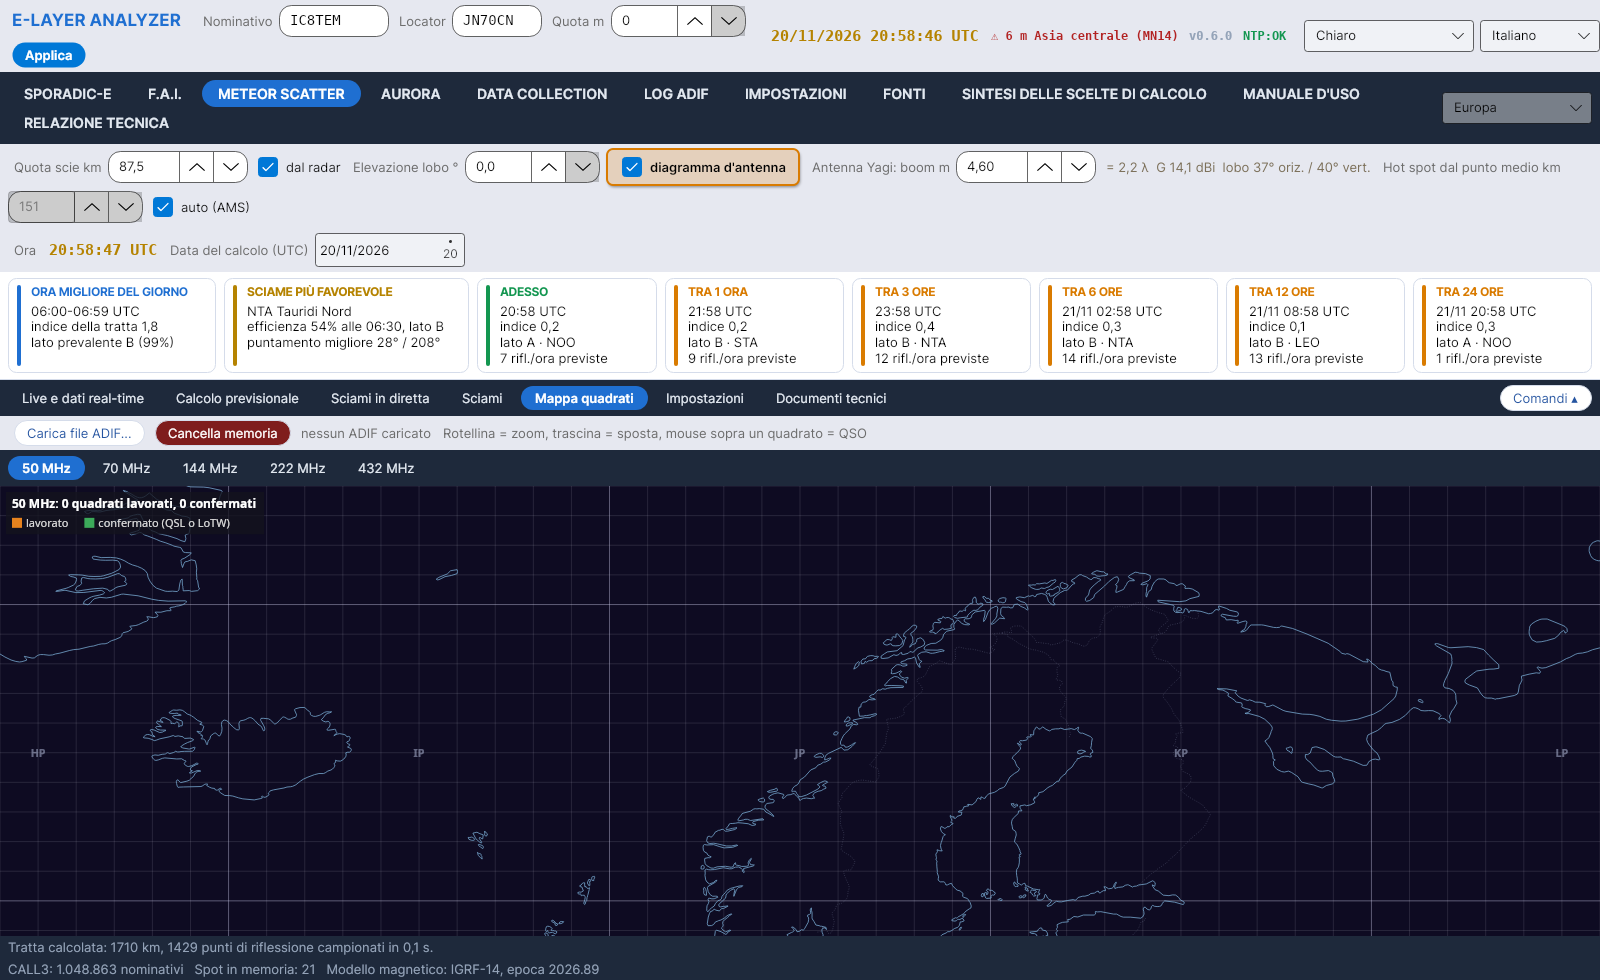 E-LAYER ANALYZER Nominativo IC8TEM Locator JN70CN Quota m 0
20/11/2026 20:58:46 UTC ⚠ 6 m Asia centrale (MN14) v0.6.0 NTP:OK Chiaro Italiano
Applica
SPORADIC-E F.A.I. METEOR SCATTER AURORA DATA COLLECTION LOG ADIF IMPOSTAZIONI FONTI SINTESI DELLE SCELTE DI CALCOLO MANUALE D'USO
RELAZIONE TECNICA
Europa
Quota scie km 87,5 dal radar Elevazione lobo ° 0,0 diagramma d'antenna Antenna Yagi: boom m 4,60 = 2,2 λ G 14,1 dBi lobo 37° oriz. / 40° vert. Hot spot dal punto medio km
151 auto (AMS)
Ora 20:58:47 UTC Data del calcolo (UTC) 20/11/2026 20
ORA MIGLIORE DEL GIORNO
06:00-06:59 UTC
indice della tratta 1,8
lato prevalente B (99%)
SCIAME PIÙ FAVOREVOLE
NTA Tauridi Nord
efficienza 54% alle 06:30, lato B
puntamento migliore 28° / 208°
ADESSO
20:58 UTC
indice 0,2
lato A · NOO
7 rifl./ora previste
TRA 1 ORA
21:58 UTC
indice 0,2
lato B · STA
9 rifl./ora previste
TRA 3 ORE
23:58 UTC
indice 0,4
lato B · NTA
12 rifl./ora previste
TRA 6 ORE
21/11 02:58 UTC
indice 0,3
lato B · NTA
14 rifl./ora previste
TRA 12 ORE
21/11 08:58 UTC
indice 0,1
lato B · LEO
13 rifl./ora previste
TRA 24 ORE
21/11 20:58 UTC
indice 0,3
lato A · NOO
1 rifl./ora previste
Live e dati real-time Calcolo previsionale Sciami in diretta Sciami Mappa quadrati Impostazioni Documenti tecnici Comandi ▴
Carica file ADIF... Cancella memoria nessun ADIF caricato Rotellina = zoom, trascina = sposta, mouse sopra un quadrato = QSO
50 MHz 70 MHz 144 MHz 222 MHz 432 MHz
50 MHz: 0 quadrati lavorati, 0 confermati
lavorato confermato (QSL o LoTW)
HP IP JP KP LP
Tratta calcolata: 1710 km, 1429 punti di riflessione campionati in 0,1 s.
CALL3: 1.048.863 nominativi Spot in memoria: 21 Modello magnetico: IGRF-14, epoca 2026.89